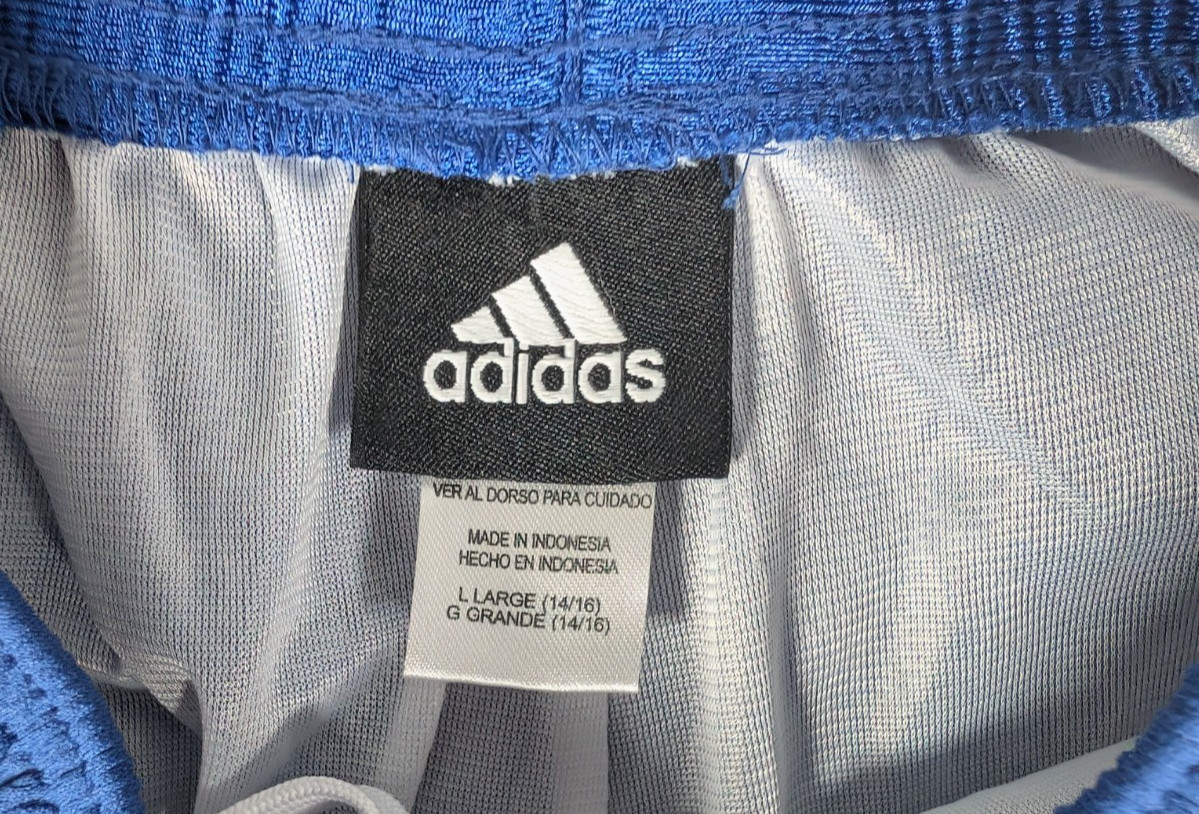 adidas
VER AL DORSO PARA CUIDADO
MADE IN INDONESIA
HECHO EN INDONESIA
L LARGE (14/16)
G GRANDE (14/16)